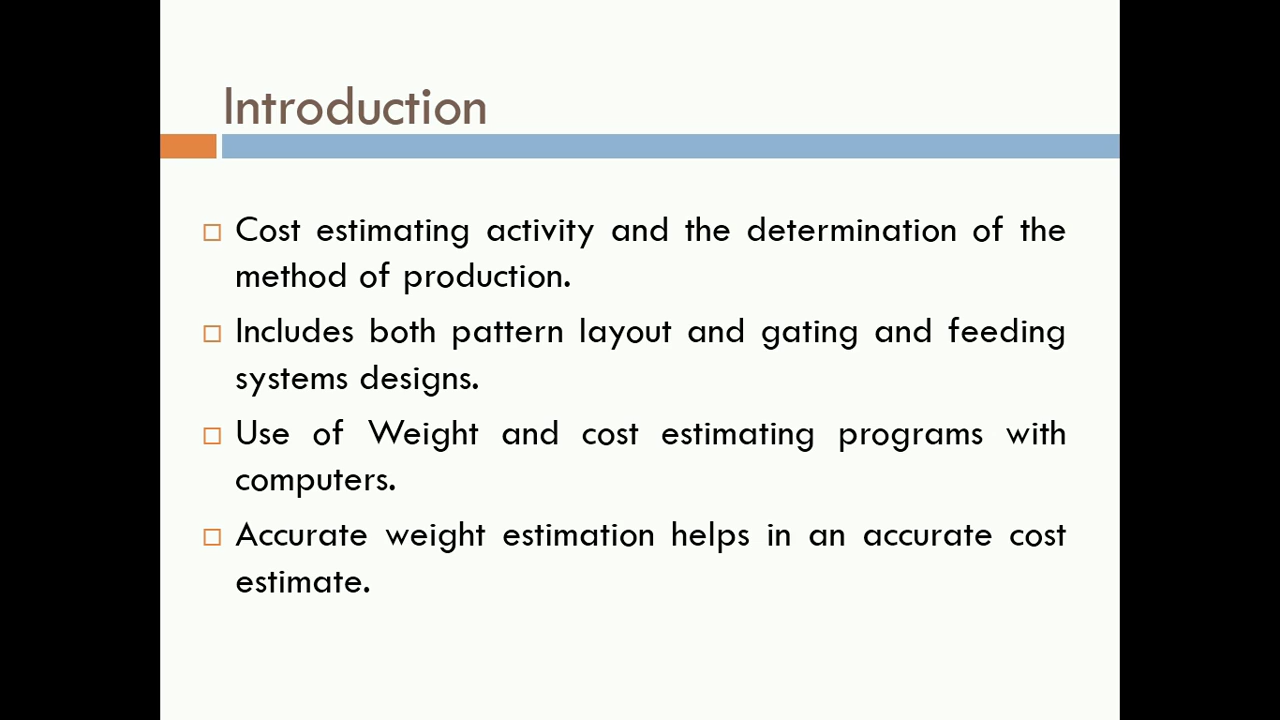 Introduction
Cost estimating activity and the determination of the
method of production.
Includes both pattern layout and gating and feeding
systems designs.
Use of Weight and cost estimating programs with
computers.
Accurate weight estimation helps in an accurate cost
estimate.